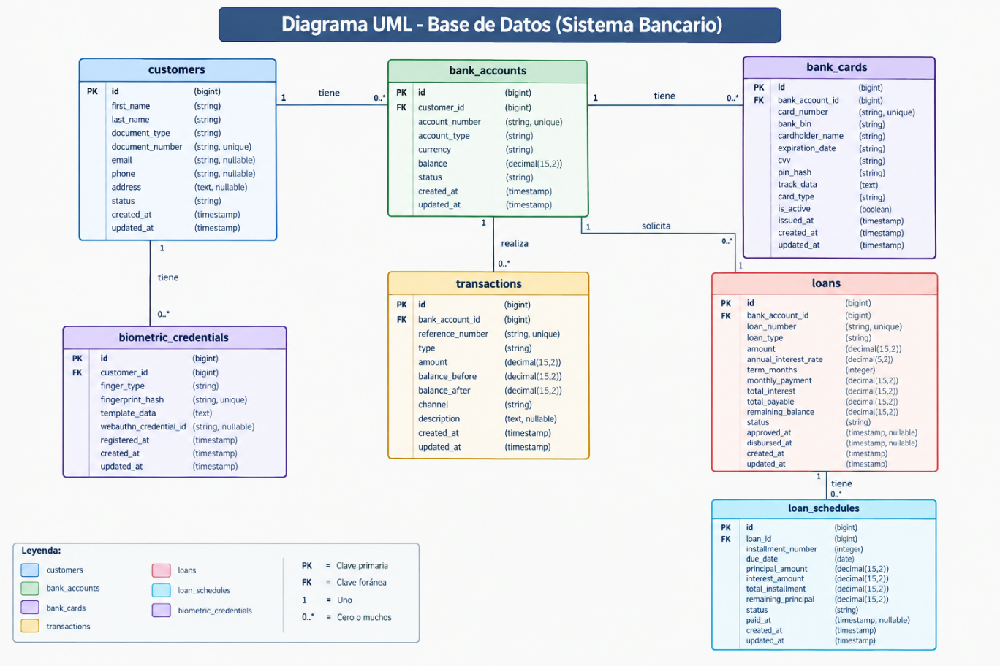 Diagrama UML - Base de Datos (Sistema Bancario)
customers
PK id (bigint)
first_name (string)
last_name (string)
document_type (string)
document_number (string, unique)
email (string, nullable)
phone (string, nullable)
address (text, nullable)
status (string)
created_at (timestamp)
updated_at (timestamp)
1 tiene 0..*
bank_accounts
PK id (bigint)
FK customer_id (bigint)
account_number (string, unique)
account_type (string)
currency (string)
balance (decimal(15,2))
status (string)
created_at (timestamp)
updated_at (timestamp)
1 tiene 0..*
bank_cards
PK id (bigint)
FK bank_account_id (bigint)
card_number (string, unique)
bank_bin (string)
cardholder_name (string)
expiration_date (string)
cvv (string)
pin_hash (string)
track_data (text)
card_type (string)
is_active (boolean)
issued_at (timestamp)
created_at (timestamp)
updated_at (timestamp)
1
tiene
0..*
1
realiza
0..*
1 solicita 0..*
1
biometric_credentials
PK id (bigint)
FK customer_id (bigint)
finger_type (string)
fingerprint_hash (string, unique)
template_data (text)
webauthn_credential_id (string, nullable)
registered_at (timestamp)
created_at (timestamp)
updated_at (timestamp)
transactions
PK id (bigint)
FK bank_account_id (bigint)
reference_number (string, unique)
type (string)
amount (decimal(15,2))
balance_before (decimal(15,2))
balance_after (decimal(15,2))
channel (string)
description (text, nullable)
created_at (timestamp)
updated_at (timestamp)
loans
PK id (bigint)
FK bank_account_id (bigint)
loan_number (string, unique)
loan_type (string)
amount (decimal(15,2))
annual_interest_rate (decimal(5,2))
term_months (integer)
monthly_payment (decimal(15,2))
total_interest (decimal(15,2))
total_payable (decimal(15,2))
remaining_balance (decimal(15,2))
status (string)
approved_at (timestamp, nullable)
disbursed_at (timestamp, nullable)
created_at (timestamp)
updated_at (timestamp)
1
tiene
0..*
loan_schedules
PK id (bigint)
FK loan_id (bigint)
installment_number (integer)
due_date (date)
principal_amount (decimal(15,2))
interest_amount (decimal(15,2))
total_installment (decimal(15,2))
remaining_principal (decimal(15,2))
status (string)
paid_at (timestamp, nullable)
created_at (timestamp)
updated_at (timestamp)
Leyenda:
customers
bank_accounts
bank_cards
transactions
loans
loan_schedules
biometric_credentials
PK = Clave primaria
FK = Clave foránea
1 = Uno
0..* = Cero o muchos